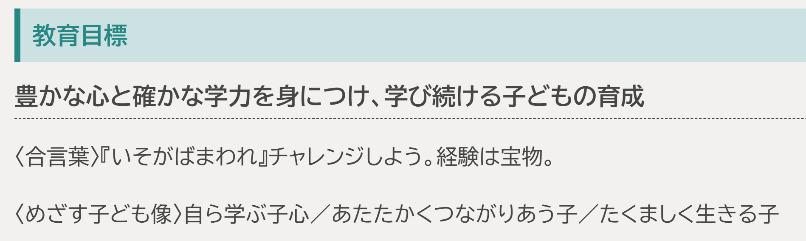 教育目標
豊かな心と確かな学力を身につけ、学び続ける子どもの育成
〈合言葉〉『いそがばまわれ』チャレンジしよう。経験は宝物。
〈めざす子ども像〉自ら学ぶ子心／あたたかくつながりあう子／たくましく生きる子